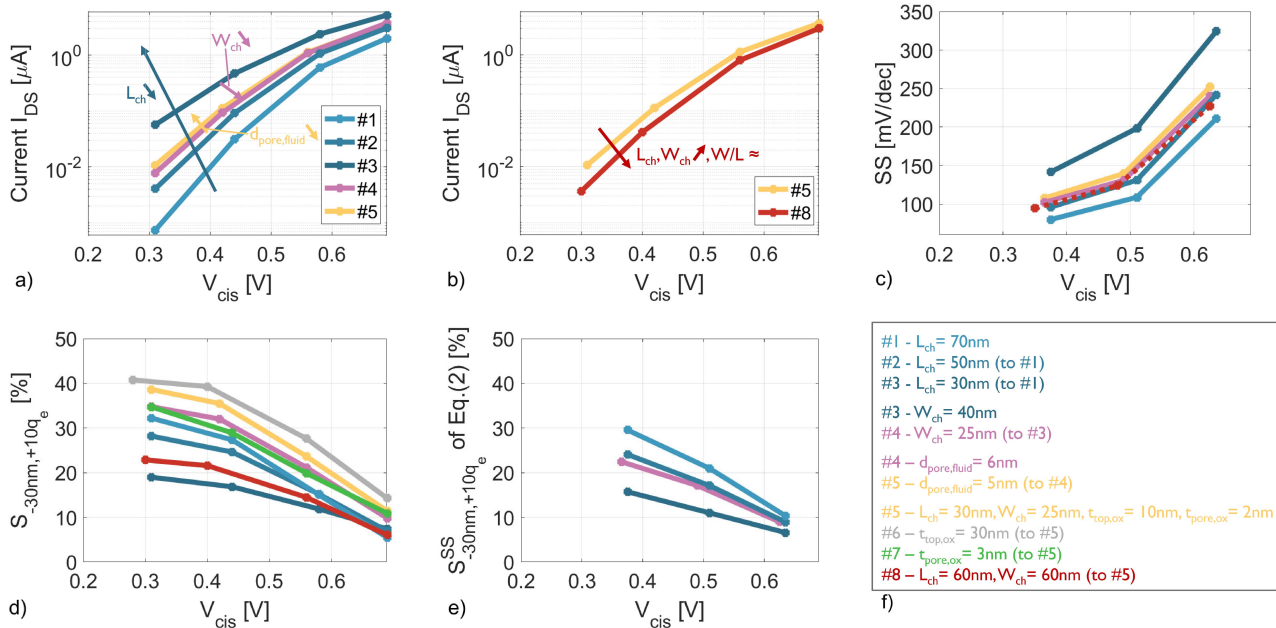 Current I_DS [μA]
10^0
10^-2
W_ch
L_ch
d_pore,fluid
#1
#2
#3
#4
#5
0.2
0.3
0.4
0.5
0.6
V_cis [V]
a)
Current I_DS [μA]
10^0
10^-2
L_ch, W_ch ↗, W/L ≈
#5
#8
0.2
0.3
0.4
0.5
0.6
V_cis [V]
b)
SS [mV/dec]
350
300
250
200
150
100
0.2
0.3
0.4
0.5
0.6
V_cis [V]
c)
S_-30nm,+10q_e [%]
50
40
30
20
10
0
0.2
0.3
0.4
0.5
0.6
0.7
V_cis [V]
d)
S^SS_-30nm,+10q_e of Eq.(2) [%]
50
40
30
20
10
0
0.2
0.3
0.4
0.5
0.6
0.7
V_cis [V]
e)
#1 - L_ch= 70nm
#2 - L_ch= 50nm (to #1)
#3 - L_ch= 30nm (to #1)
#3 - W_ch= 40nm
#4 - W_ch= 25nm (to #3)
#4 – d_pore,fluid= 6nm
#5 – d_pore,fluid= 5nm (to #4)
#5 – L_ch= 30nm, W_ch= 25nm, t_top,ox= 10nm, t_pore,ox= 2nm
#6 – t_top,ox= 30nm (to #5)
#7 – t_pore,ox= 3nm (to #5)
#8 – L_ch= 60nm, W_ch= 60nm (to #5)
f)